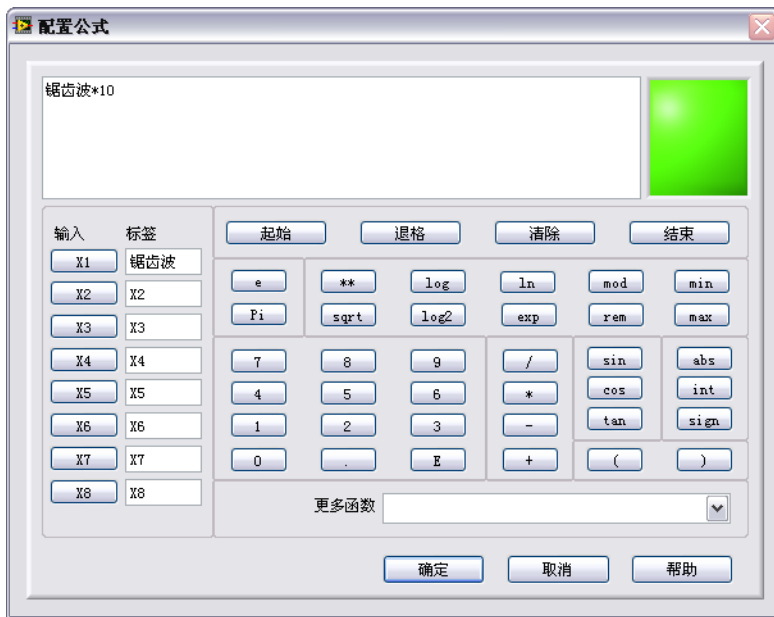 配置公式
锯齿波*10
输入 标签
起始 退格 清除 结束
X1 锯齿波
e ** log ln mod min
X2 X2
Pi sqrt log2 exp rem max
X3 X3
X4 X4
7 8 9 / sin abs
X5 X5
4 5 6 * cos int
X6 X6
1 2 3 - tan sign
X7 X7
0 . E + ( )
X8 X8
更多函数
确定 取消 帮助